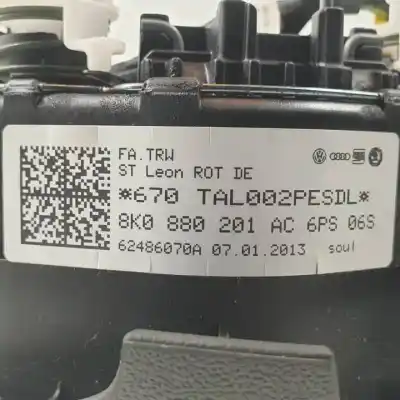 FA.TRW
ST Leon ROT DE
*670 TAL002PESDL*
8K0 880 201 AC 6PS 06S
62486070A 07.01.2013 soul